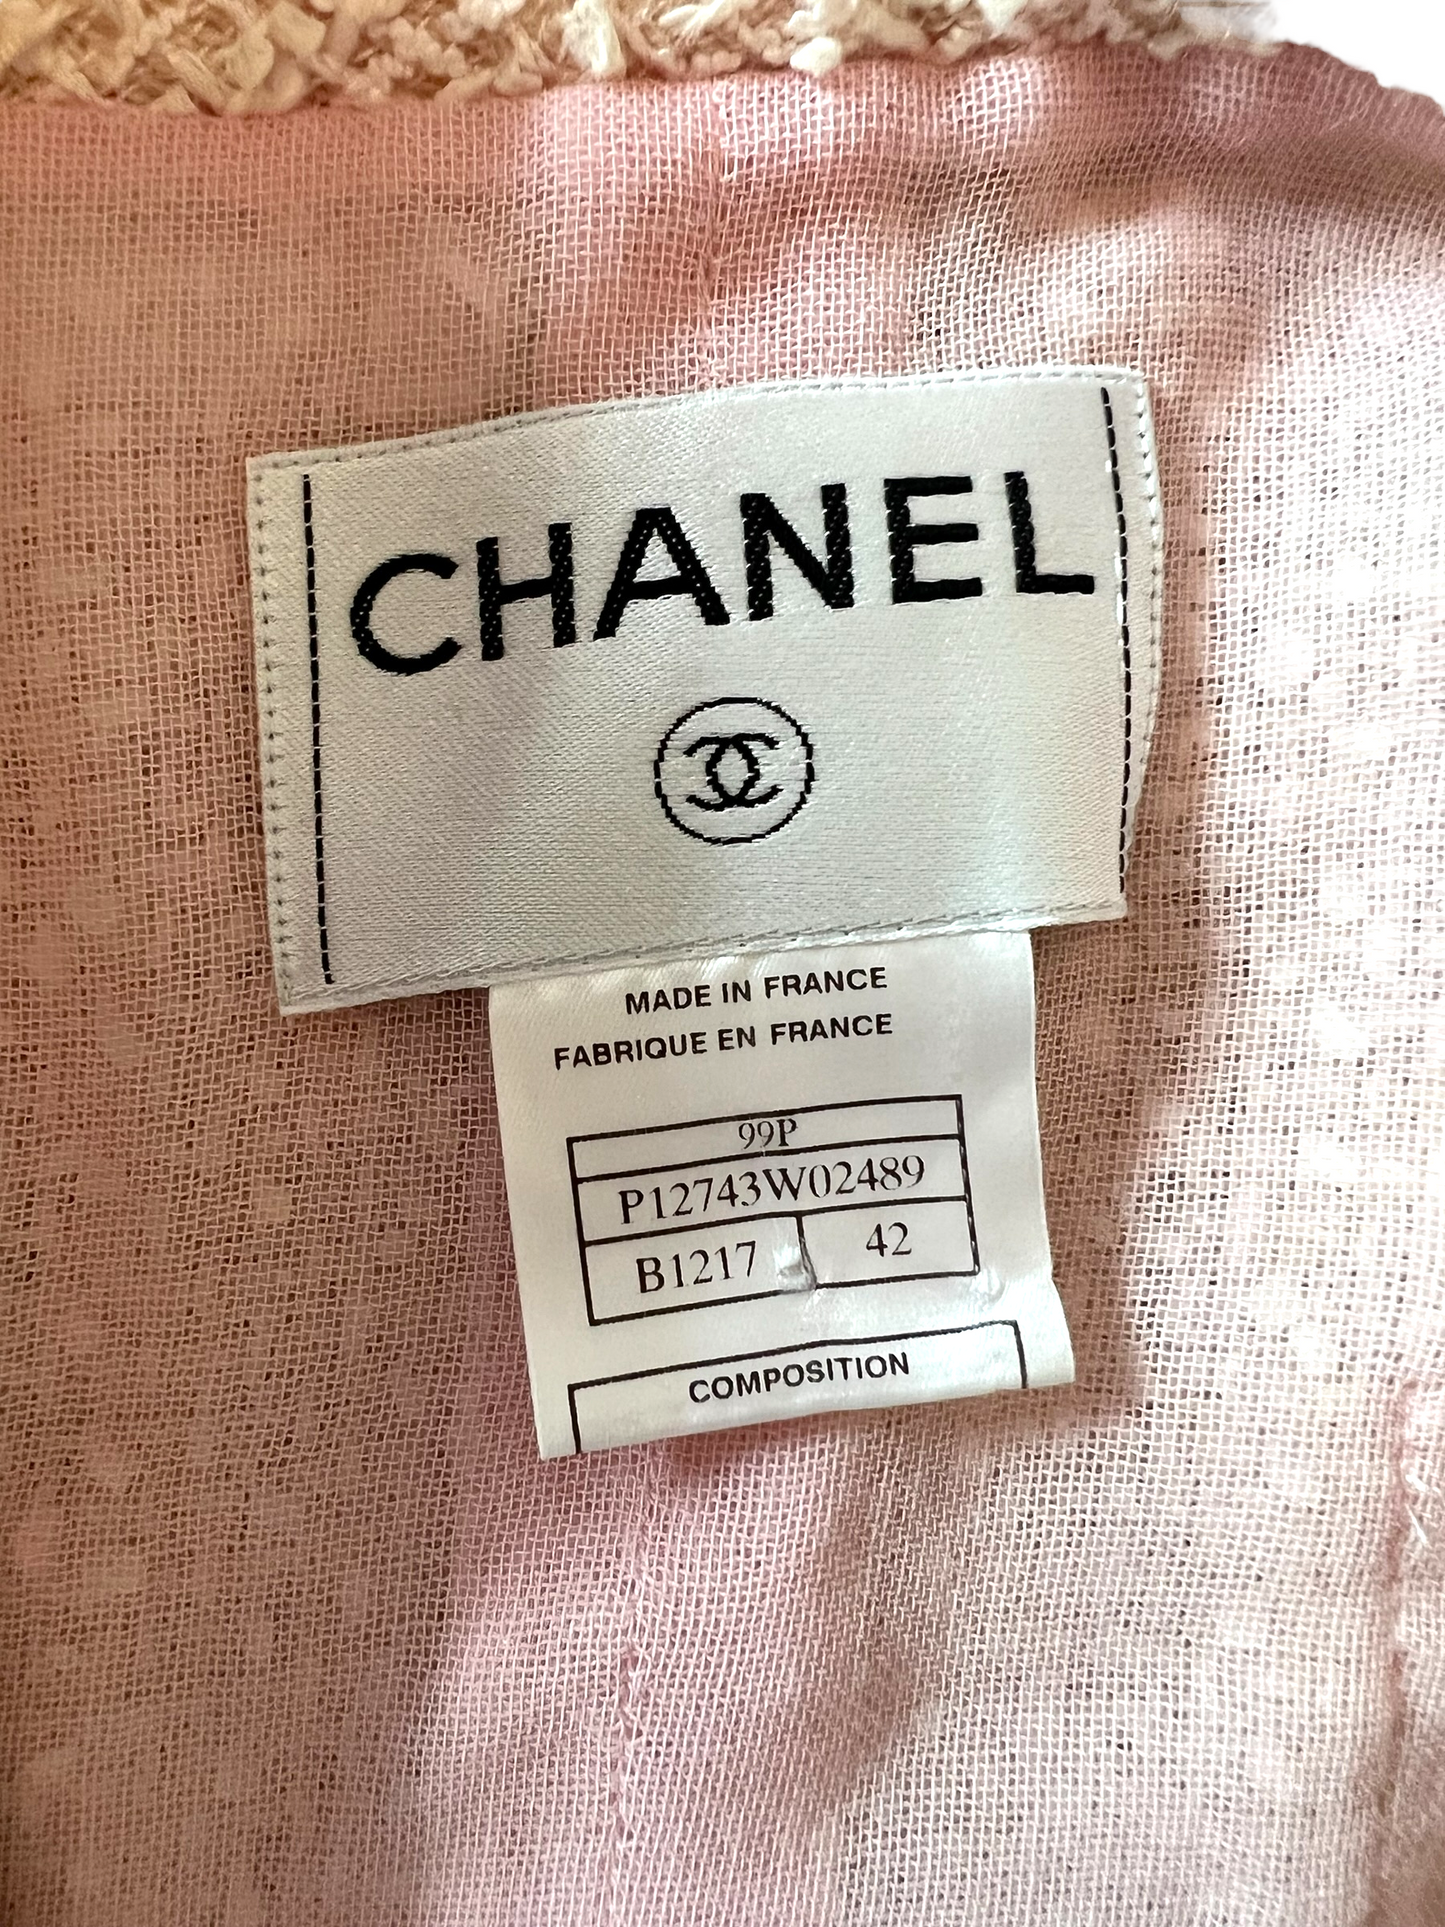 CHANEL
MADE IN FRANCE
FABRIQUE EN FRANCE
99P
P12743W02489
B1217 42
COMPOSITION